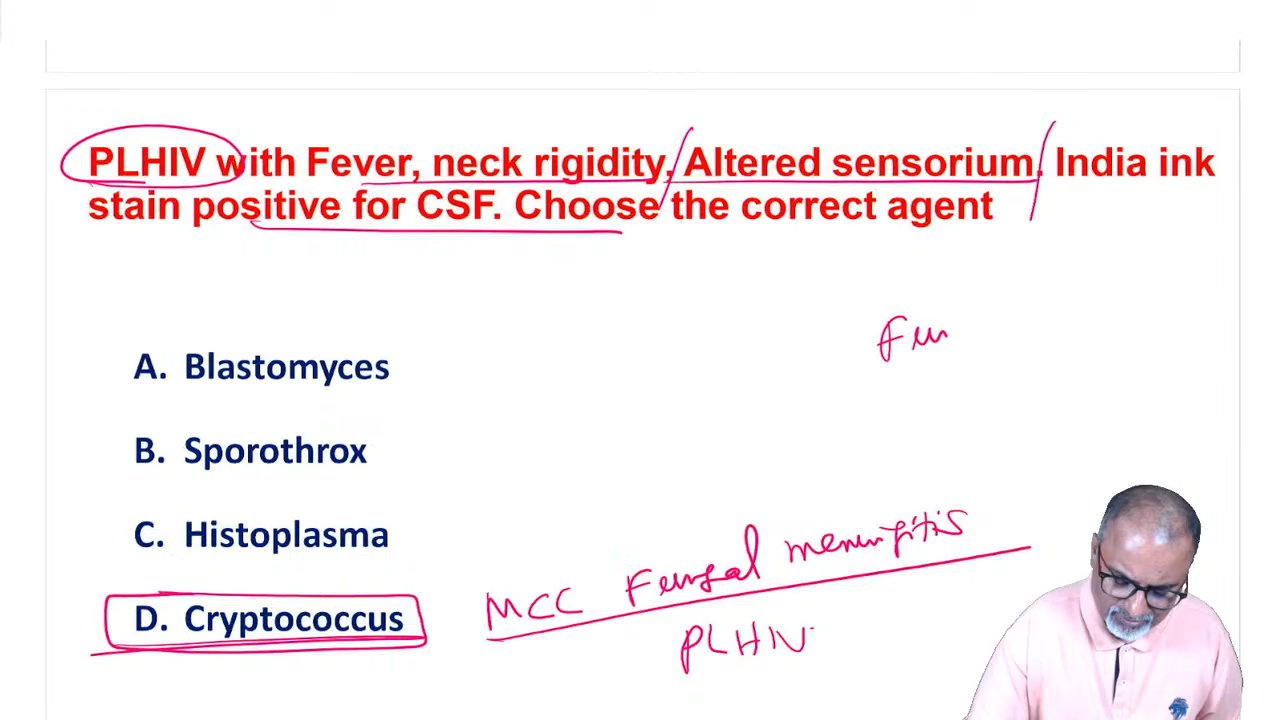 PLHIV with Fever, neck rigidity, Altered sensorium. India ink
stain positive for CSF. Choose the correct agent
Fun
A. Blastomyces
B. Sporothrox
C. Histoplasma
D. Cryptococcus
MCC Fungal meningitis
PLHIV